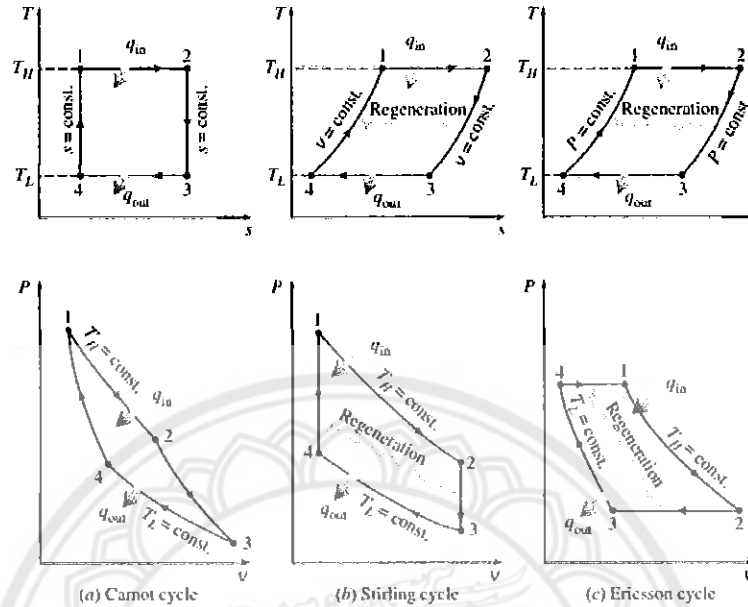 T
q_in
1
2
T_H
s = const.
s = const.
T_L
4
3
q_out
s
T
q_in
1
2
T_H
v = const.
Regeneration
v = const.
T_L
4
3
q_out
s
T
q_in
1
2
T_H
P = const.
Regeneration
P = const.
T_L
4
3
q_out
s
P
1
T_H = const.
q_in
2
4
q_out
T_L = const.
3
v
(a) Carnot cycle
P
1
q_in
T_H = const.
Regeneration
4
2
q_out
T_L = const.
3
v
(b) Stirling cycle
P
4
1
q_in
T_L = const.
Regeneration
T_H = const.
q_out
3
2
v
(c) Ericsson cycle